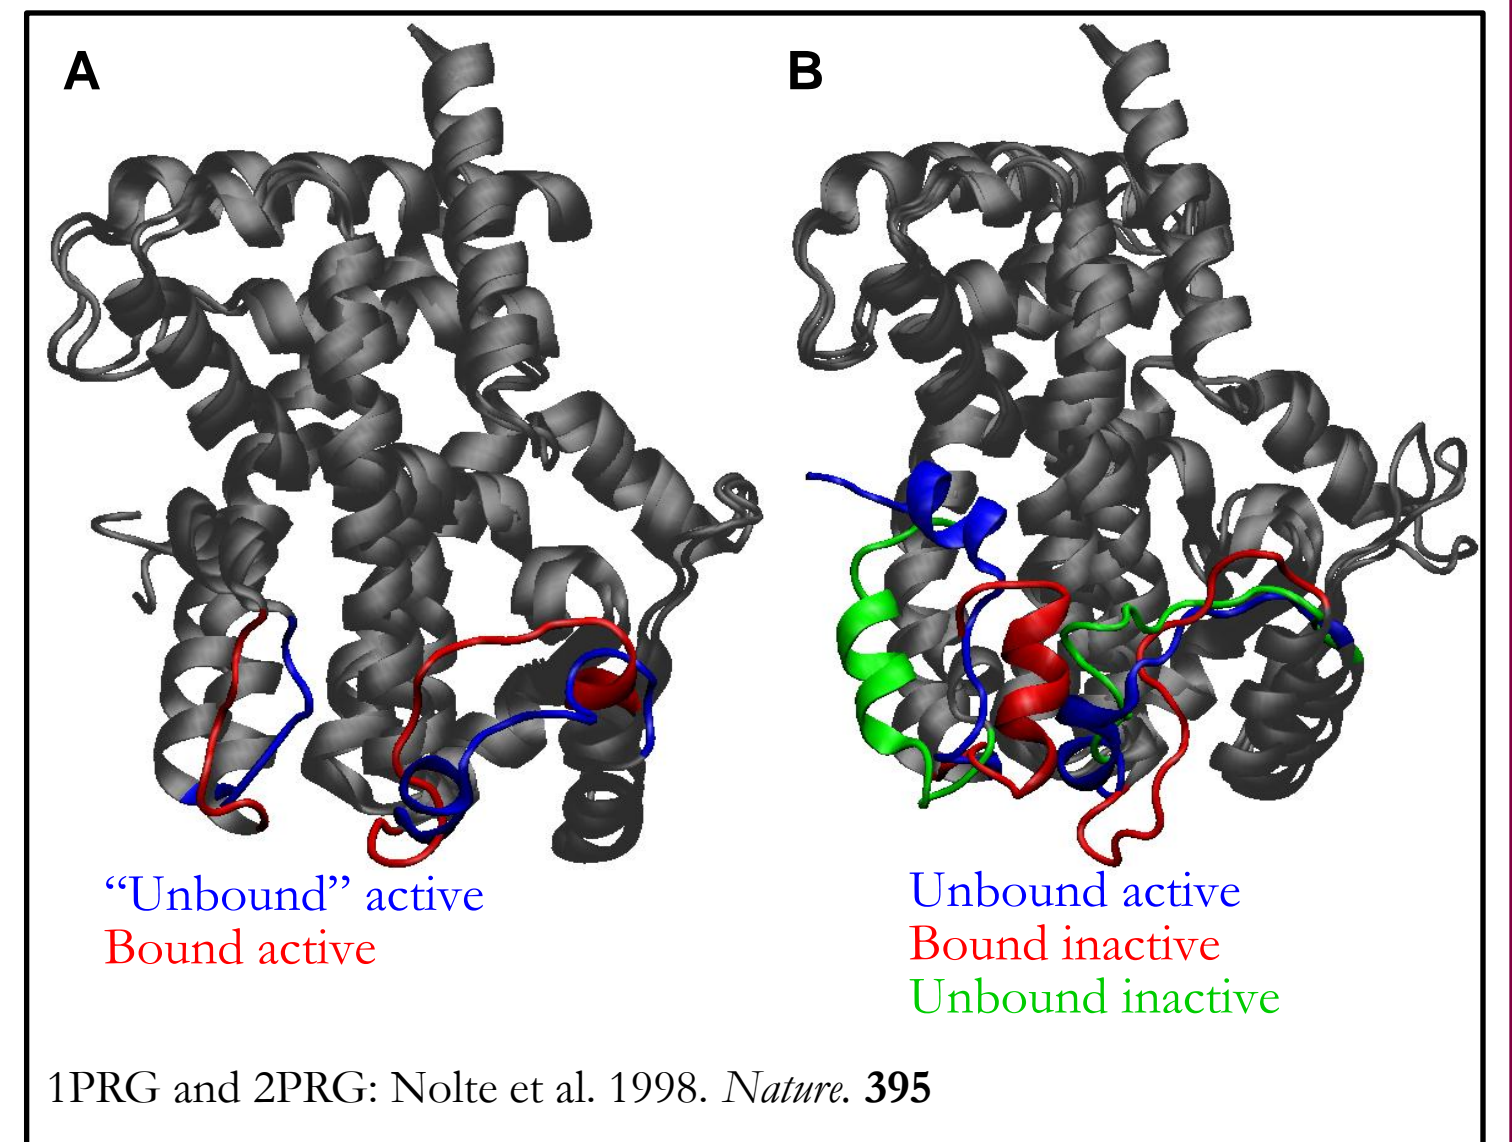 A
B
“Unbound” active
Bound active
Unbound active
Bound inactive
Unbound inactive
1PRG and 2PRG: Nolte et al. 1998. Nature. 395